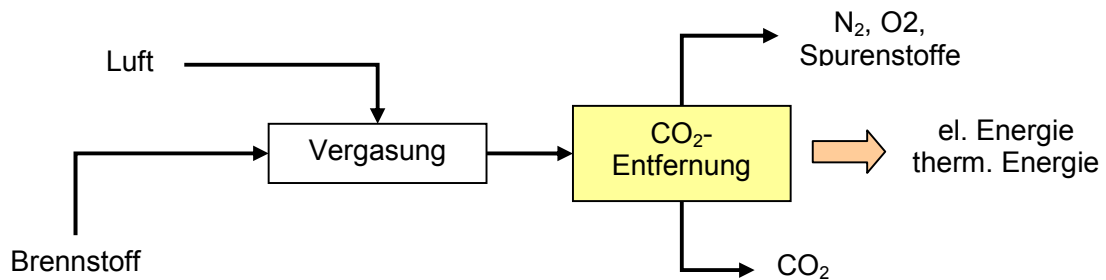 N₂, O2,
Spurenstoffe
Luft
Vergasung
CO₂-
Entfernung
el. Energie
therm. Energie
Brennstoff
CO₂